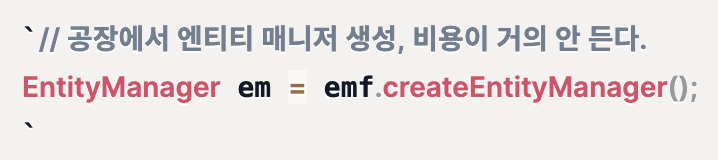 `// 공장에서 엔티티 매니저 생성, 비용이 거의 안 든다.
EntityManager em = emf.createEntityManager();
`